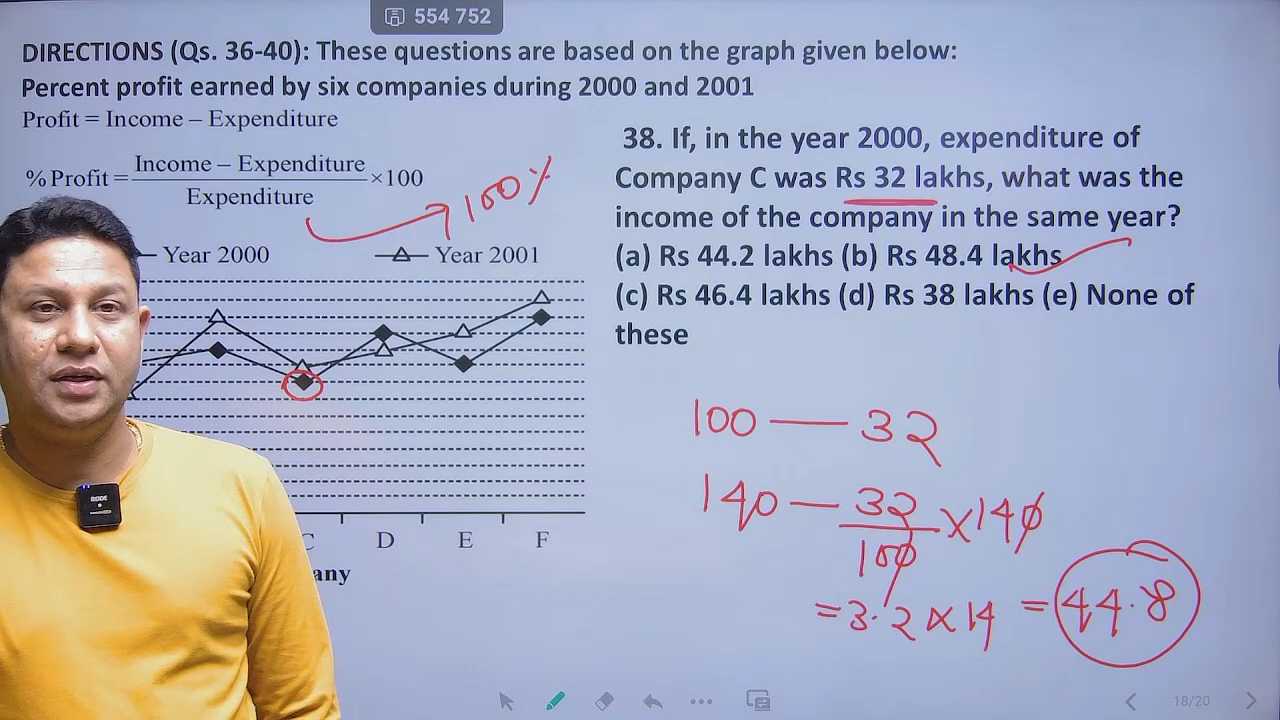 554 752
DIRECTIONS (Qs. 36-40): These questions are based on the graph given below:
Percent profit earned by six companies during 2000 and 2001
Profit = Income – Expenditure
% Profit = Income – Expenditure / Expenditure ×100
100%
Year 2000 Year 2001
C D E F
any
38. If, in the year 2000, expenditure of
Company C was Rs 32 lakhs, what was the
income of the company in the same year?
(a) Rs 44.2 lakhs (b) Rs 48.4 lakhs
(c) Rs 46.4 lakhs (d) Rs 38 lakhs (e) None of
these
100 — 32
140 — 32/100 × 140
= 3.2 × 14 = 44.8
RODE
18/20